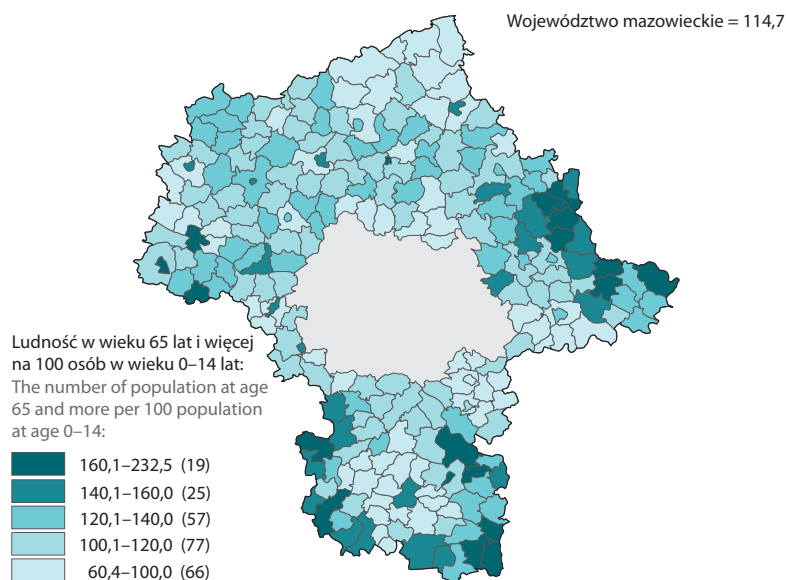 Województwo mazowieckie = 114,7
Ludność w wieku 65 lat i więcej
na 100 osób w wieku 0–14 lat:
The number of population at age
65 and more per 100 population
at age 0–14:
160,1–232,5 (19)
140,1–160,0 (25)
120,1–140,0 (57)
100,1–120,0 (77)
60,4–100,0 (66)